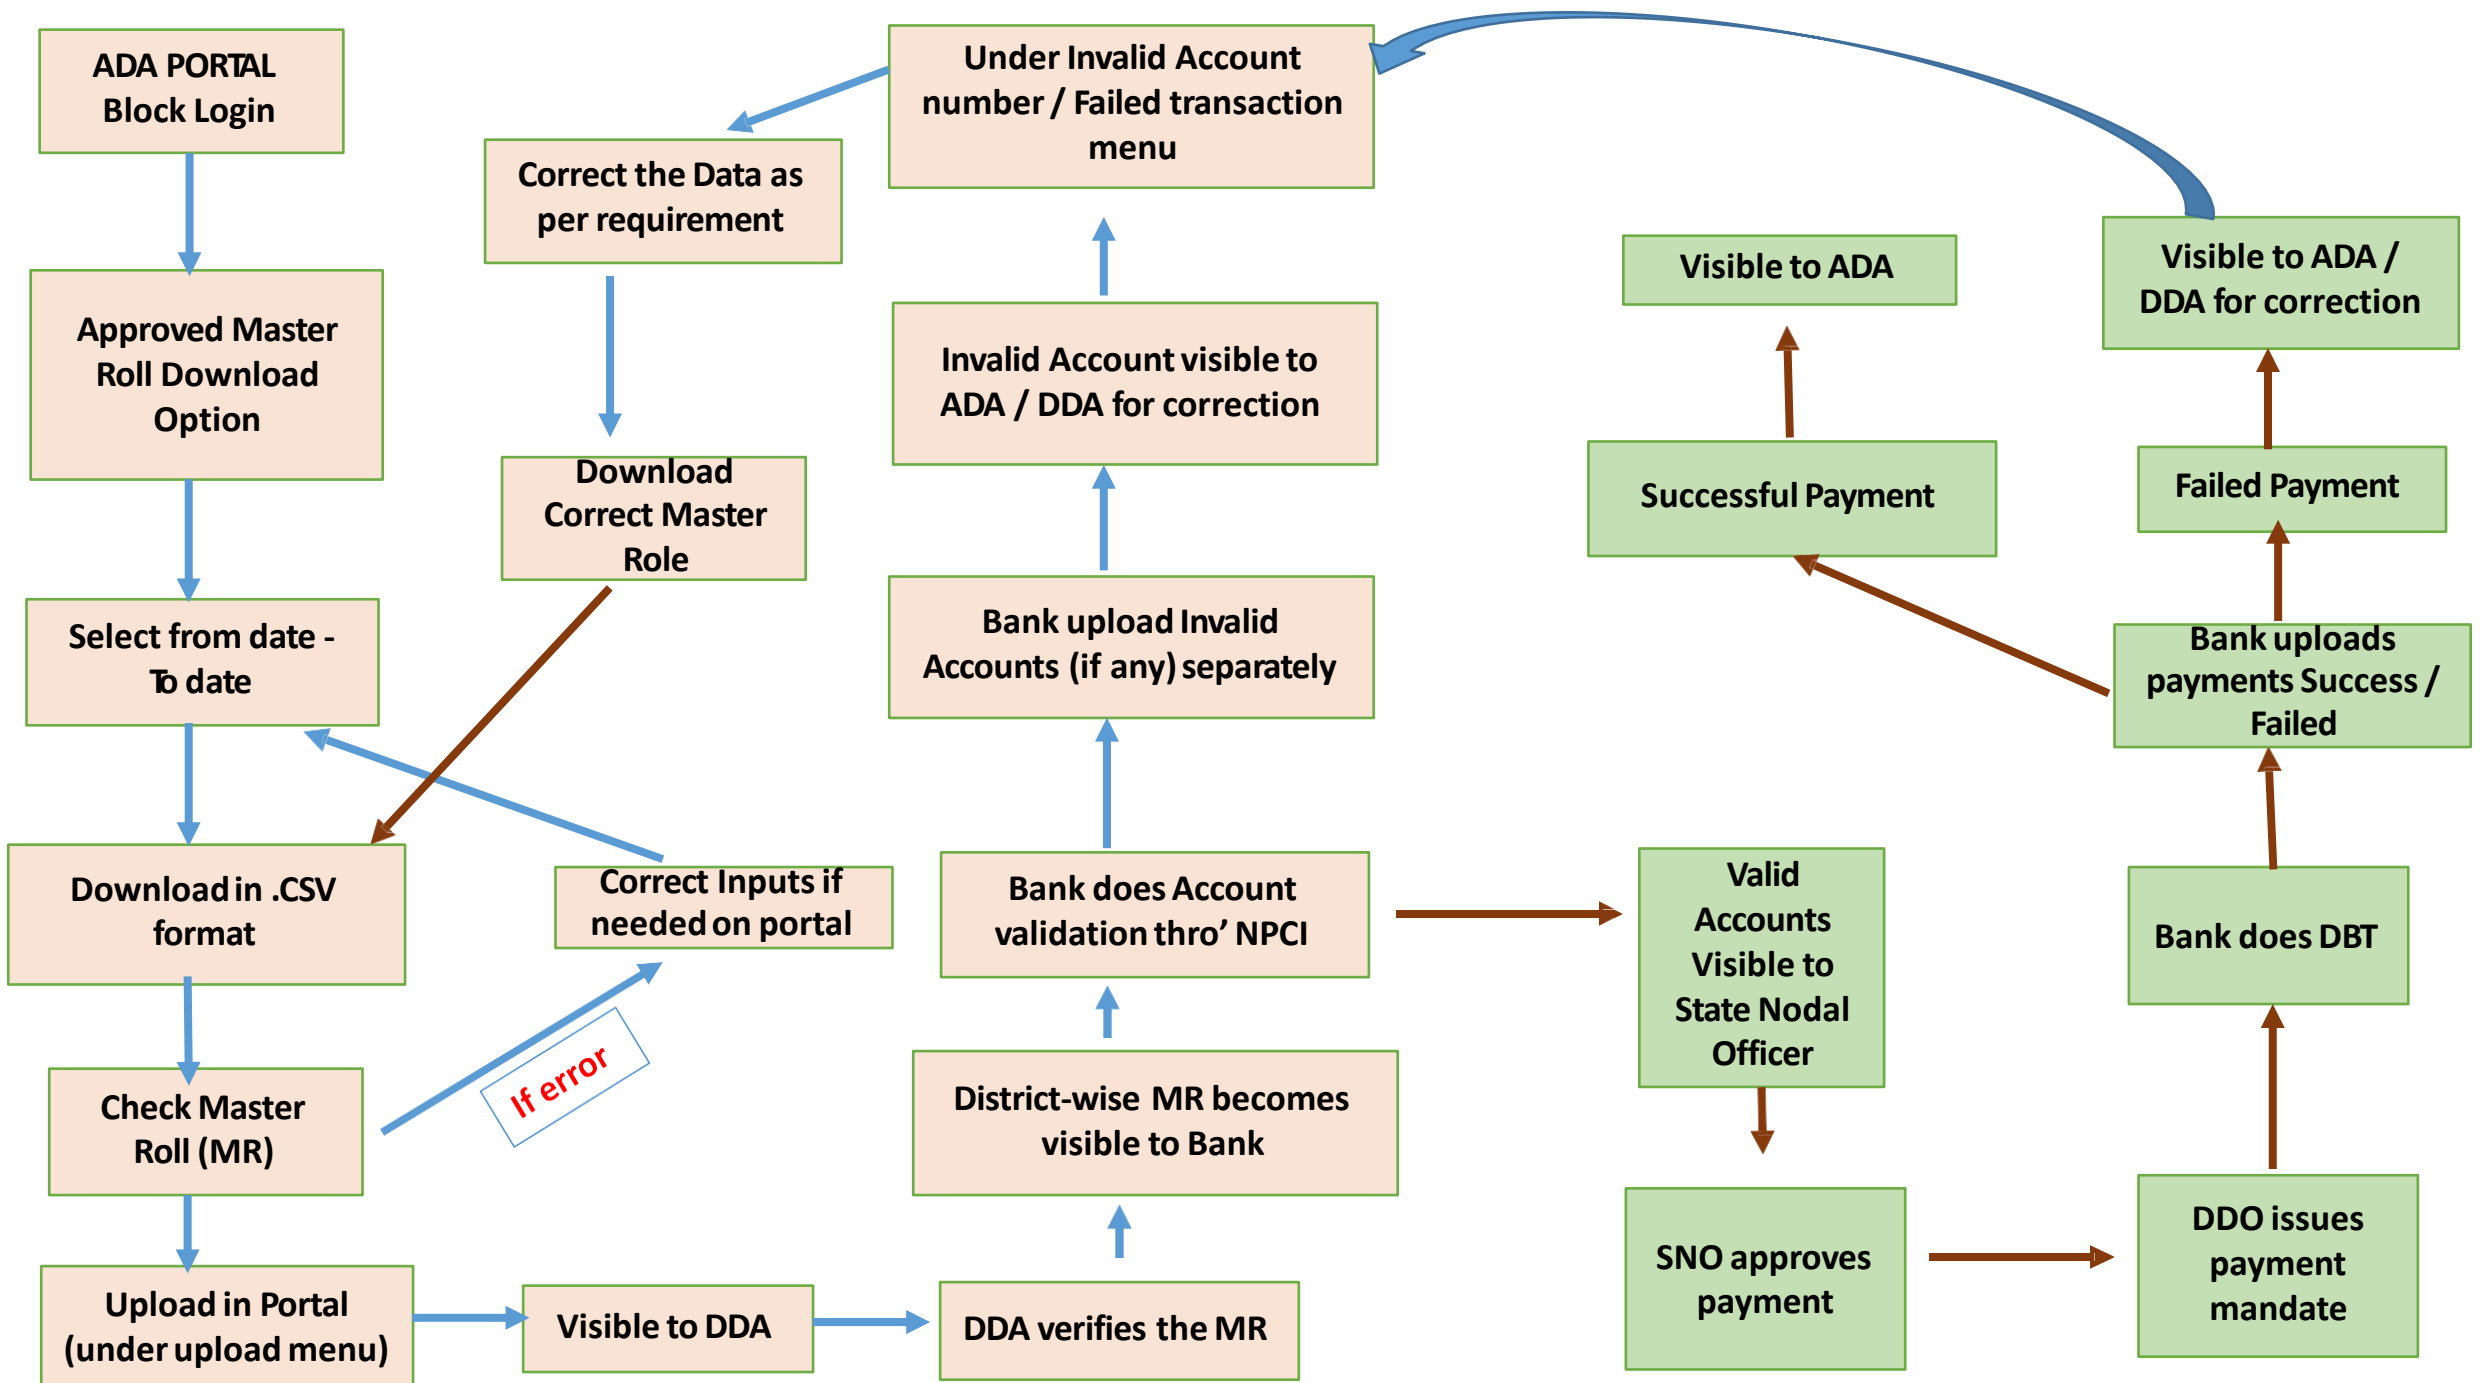 ADA PORTAL
Block Login
Approved Master
Roll Download
Option
Select from date -
To date
Download in .CSV
format
Check Master
Roll (MR)
Upload in Portal
(under upload menu)
If error
Correct Inputs if
needed on portal
Visible to DDA
DDA verifies the MR
District-wise MR becomes
visible to Bank
Bank does Account
validation thro' NPCI
Bank upload Invalid
Accounts (if any) separately
Invalid Account visible to
ADA / DDA for correction
Under Invalid Account
number / Failed transaction
menu
Correct the Data as
per requirement
Download
Correct Master
Role
Valid
Accounts
Visible to
State Nodal
Officer
SNO approves
payment
DDO issues
payment
mandate
Bank does DBT
Bank uploads
payments Success /
Failed
Successful Payment
Visible to ADA
Failed Payment
Visible to ADA /
DDA for correction